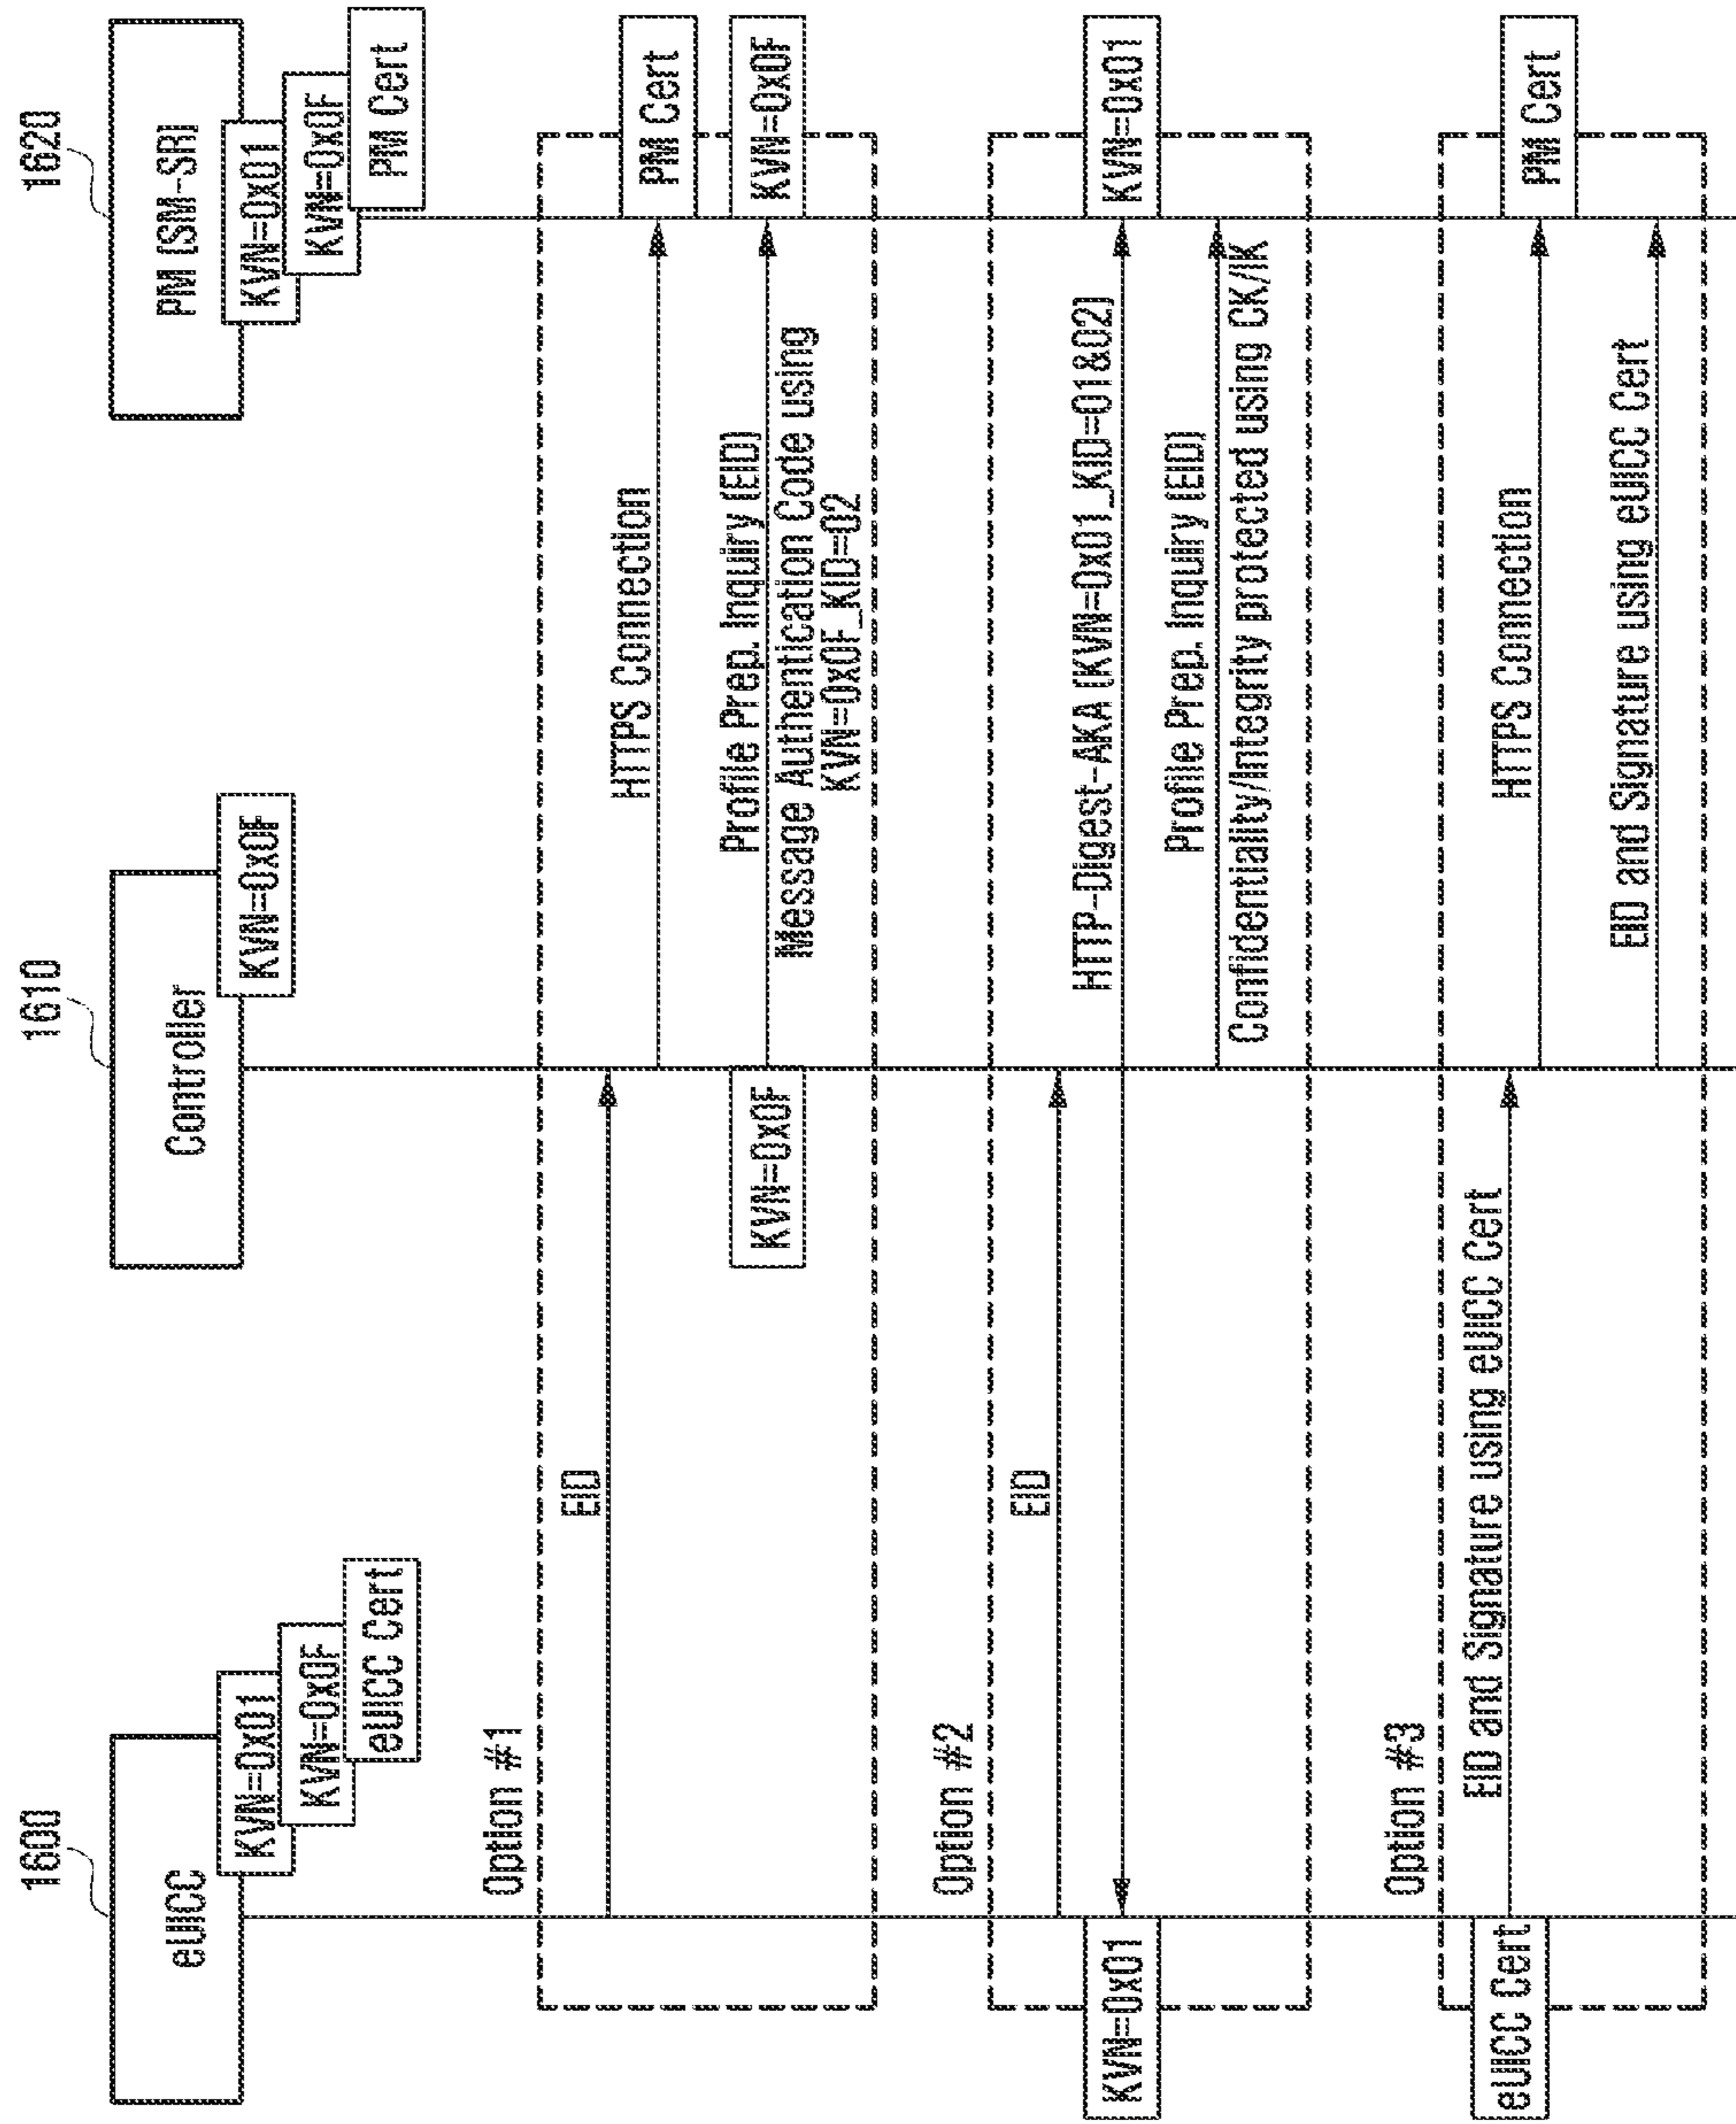 1600
1610
1620
eUICC
Controller
PM (SM-SR)
KVN=0x01
KVN=0x0F
eUICC Cert.
KVN=0x0F
KVN=0x01
KVN=0x0F
PM Cert
Option #1
EID
HTTPS Connection
PM Cert
Profile Prep. Inquiry (EID)
KVN=0x0F
KVN=0x0F
Message Authentication Code using
KVN=0x0F_KID=02
Option #2
EID
HTTP-Digest-AKA (KVN=0x01_KID=01&02)
KVN=0x01
KVN=0x01
Profile Prep. Inquiry (EID)
Confidentiality/Integrity protected using CK/IK
Option #3
EID and Signature using eUICC Cert
eUICC Cert
HTTPS Connection
PM Cert
EID and Signature using eUICC Cert